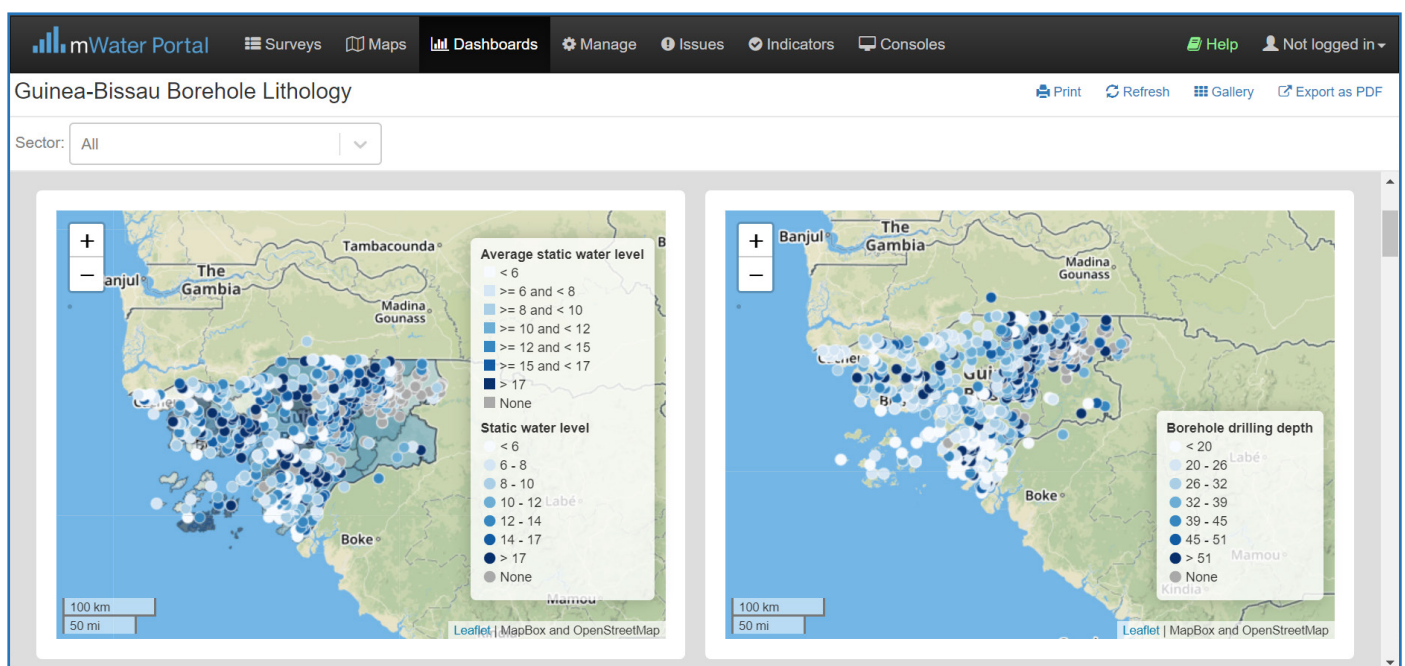 mWater Portal Surveys Maps Dashboards Manage Issues Indicators Consoles Help Not logged in
Guinea-Bissau Borehole Lithology Print Refresh Gallery Export as PDF
Sector: All
+
−
anjul
The
Gambia
Tambacounda
Madina
Gounass
Boke
Labé
Mamou
Average static water level
< 6
>= 6 and < 8
>= 8 and < 10
>= 10 and < 12
>= 12 and < 15
>= 15 and < 17
> 17
None
Static water level
< 6
6 - 8
8 - 10
10 - 12
12 - 14
14 - 17
> 17
None
100 km
50 mi
Leaflet | MapBox and OpenStreetMap
+
−
Banjul
The
Gambia
Madina
Gounass
Boke
Labé
Mamou
Kindia
Borehole drilling depth
< 20
20 - 26
26 - 32
32 - 39
39 - 45
45 - 51
> 51
None
100 km
50 mi
Leaflet | MapBox and OpenStreetMap